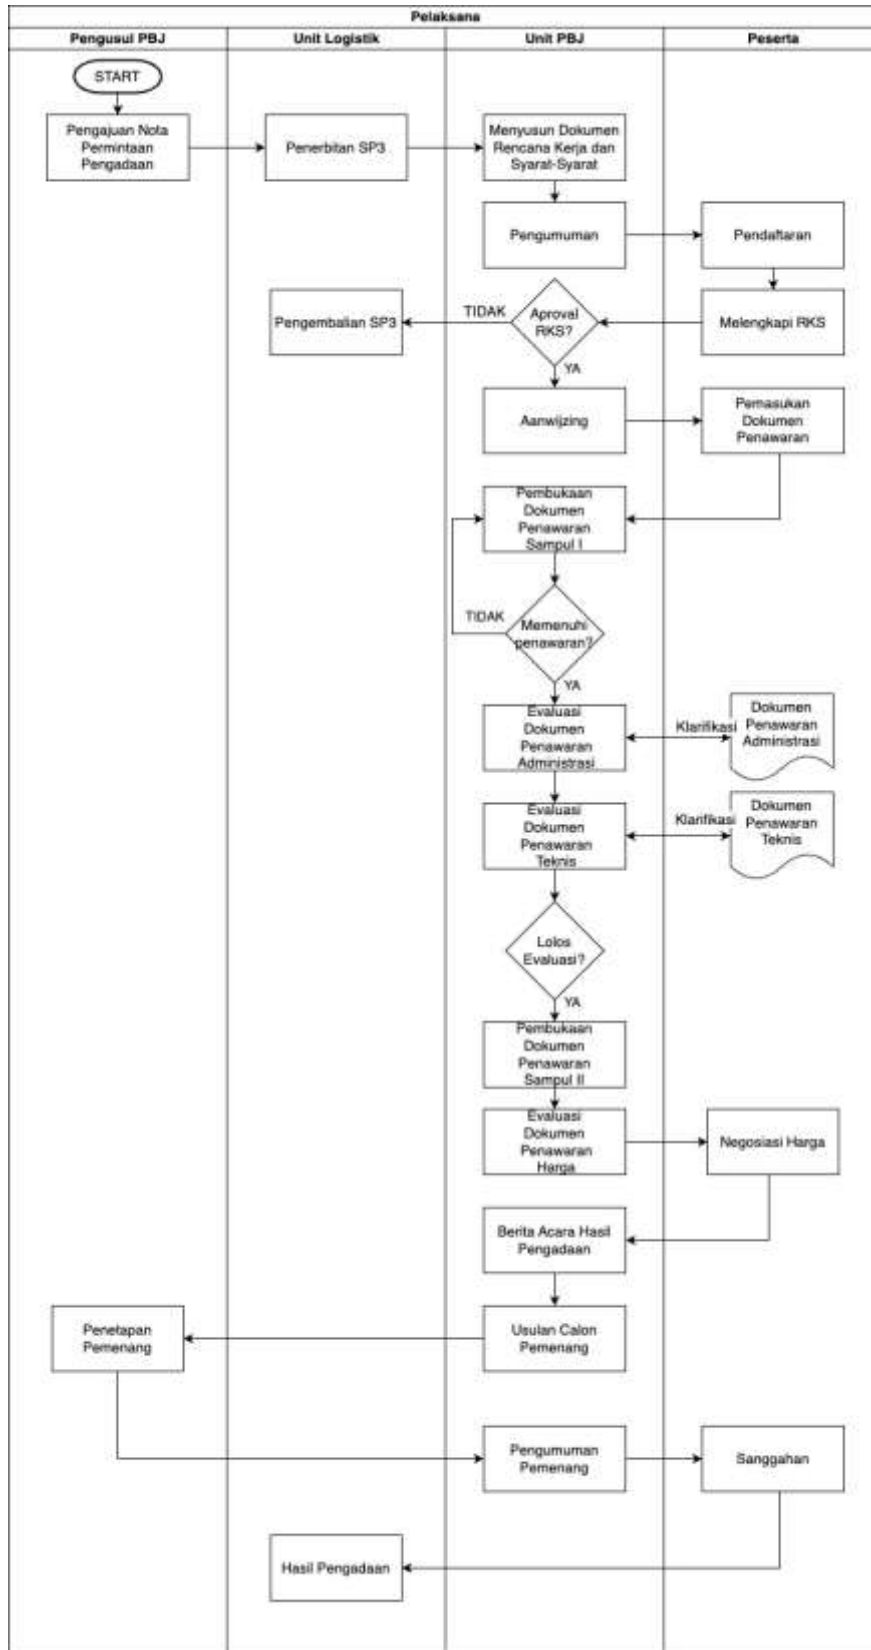 Pelaksana
Pengusul PBJ
Unit Logistik
Unit PBJ
Peserta
START
Pengajuan Nota
Permintaan
Pengadaan
Penerbitan SP3
Menyusun Dokumen
Rencana Kerja dan
Syarat-Syarat
Pengumuman
Pendaftaran
Pengembalian SP3
TIDAK
Aproval
RKS?
Melengkapi RKS
YA
Aanwijzing
Pemasukan
Dokumen
Penawaran
Pembukaan
Dokumen
Penawaran
Sampul I
TIDAK
Memenuhi
penawaran?
YA
Evaluasi
Dokumen
Penawaran
Administrasi
Klarifikasi
Dokumen
Penawaran
Administrasi
Evaluasi
Dokumen
Penawaran
Teknis
Klarifikasi
Dokumen
Penawaran
Teknis
Lolos
Evaluasi?
YA
Pembukaan
Dokumen
Penawaran
Sampul II
Evaluasi
Dokumen
Penawaran
Harga
Negosiasi Harga
Berita Acara Hasil
Pengadaan
Penetapan
Pemenang
Usulan Calon
Pemenang
Pengumuman
Pemenang
Sanggahan
Hasil Pengadaan